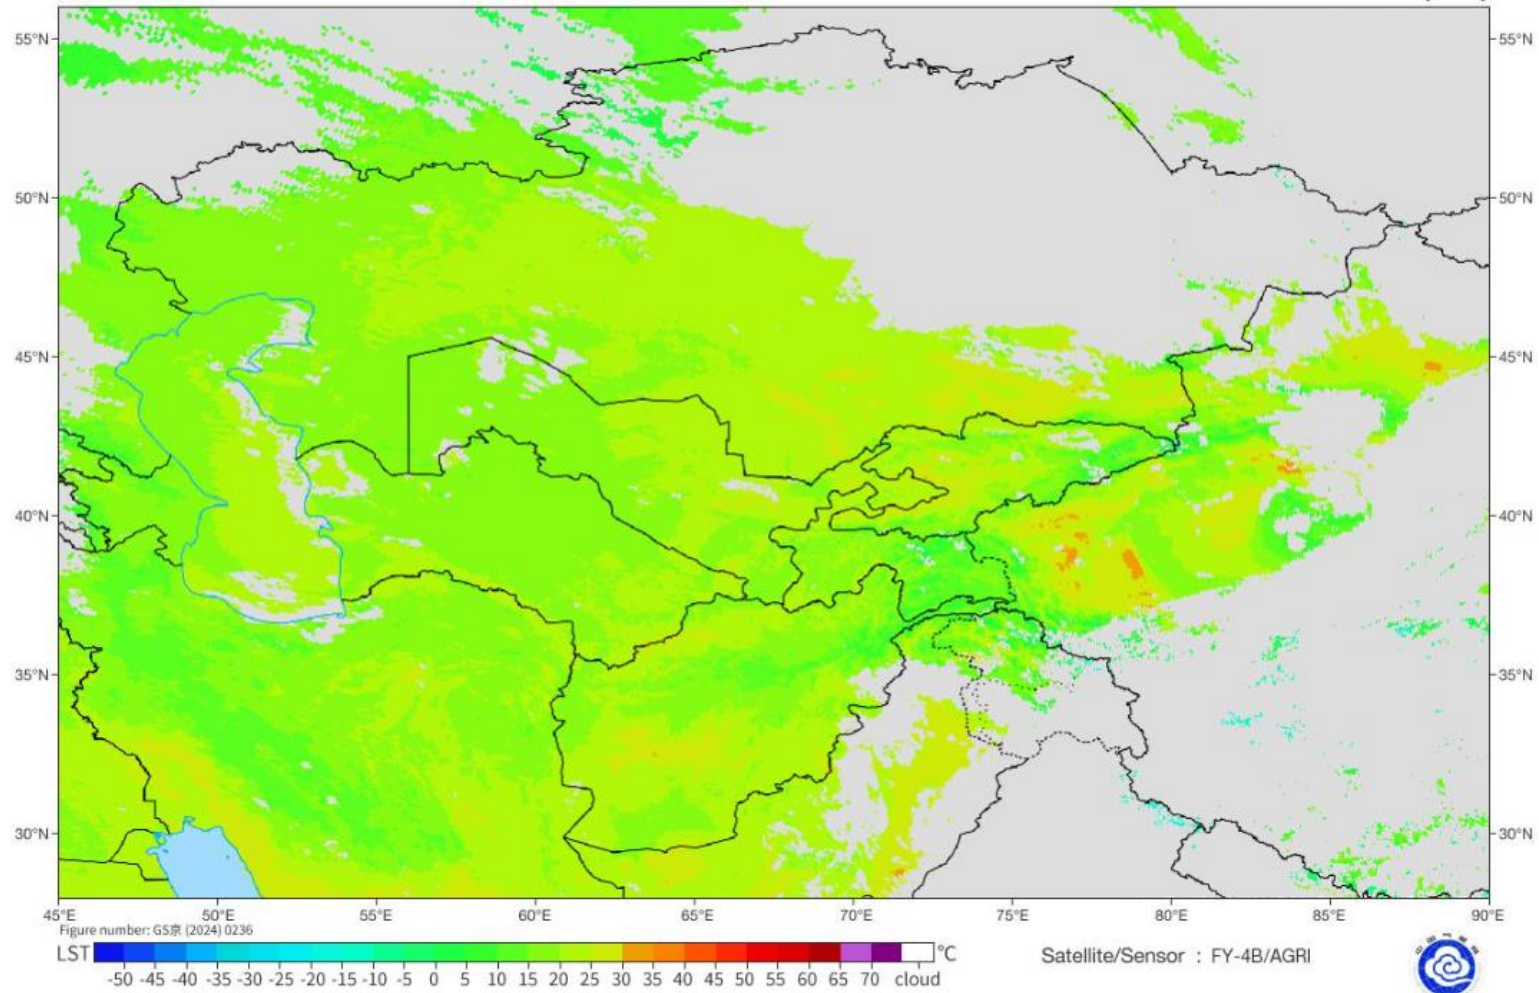 55°N 55°N
50°N 50°N
45°N 45°N
40°N 40°N
35°N 35°N
30°N 30°N
45°E 50°E 55°E 60°E 65°E 70°E 75°E 80°E 85°E 90°E
Figure number: GS京 (2024) 0236
LST °C
-50 -45 -40 -35 -30 -25 -20 -15 -10 -5 0 5 10 15 20 25 30 35 40 45 50 55 60 65 70 cloud
Satellite/Sensor : FY-4B/AGRI